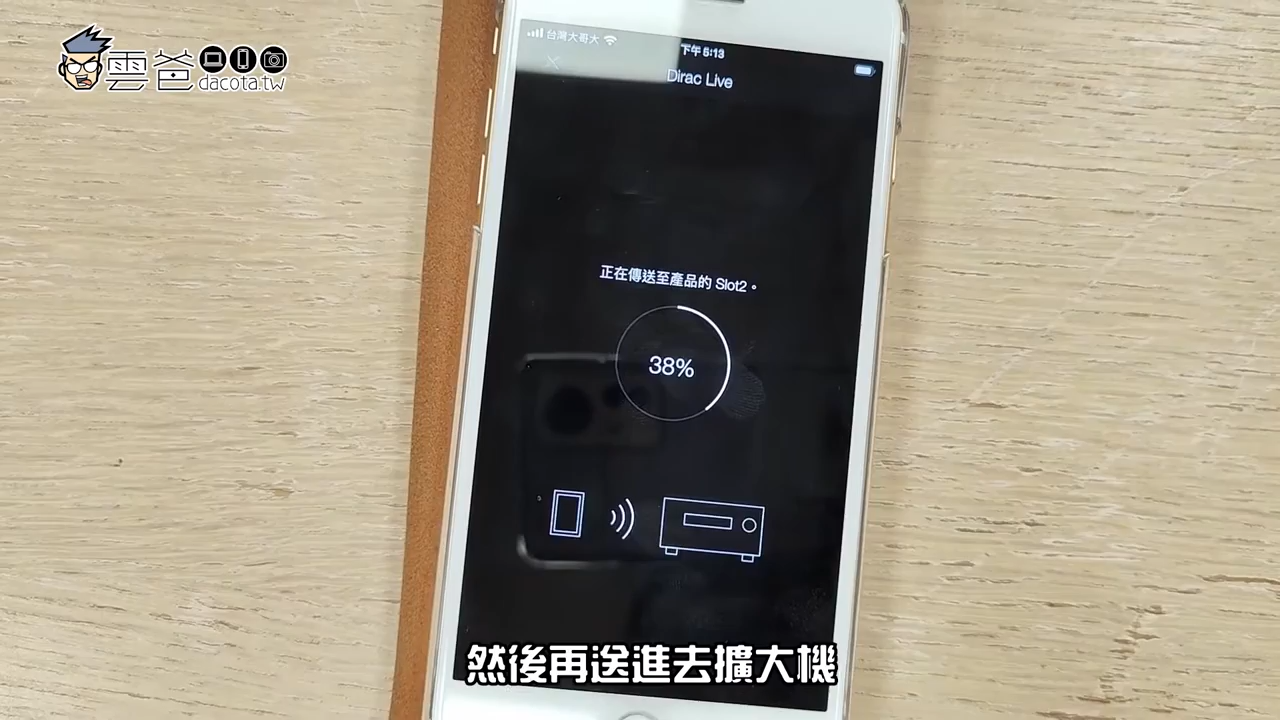 雲爸
dacota.tw
台灣大哥大
下午 5:13
Dirac Live
正在傳送至產品的 Slot2。
38%
然後再送進去擴大機